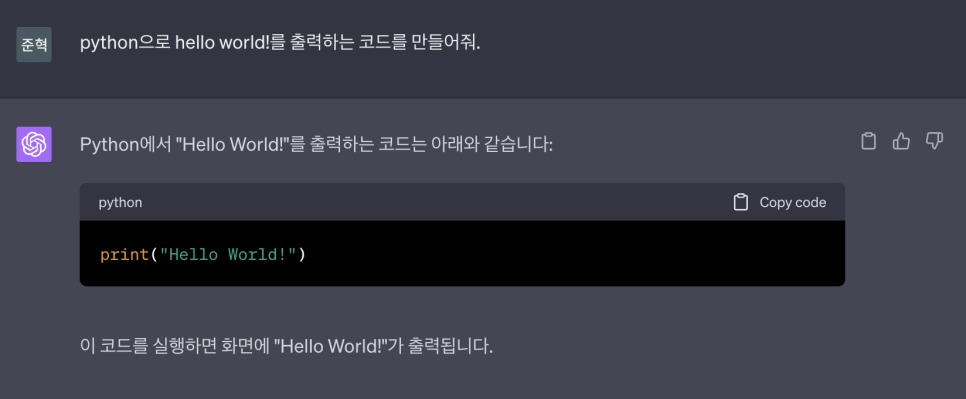 준혁
python으로 hello world!를 출력하는 코드를 만들어줘.
Python에서 "Hello World!"를 출력하는 코드는 아래와 같습니다:
python
Copy code
print("Hello World!")
이 코드를 실행하면 화면에 "Hello World!"가 출력됩니다.